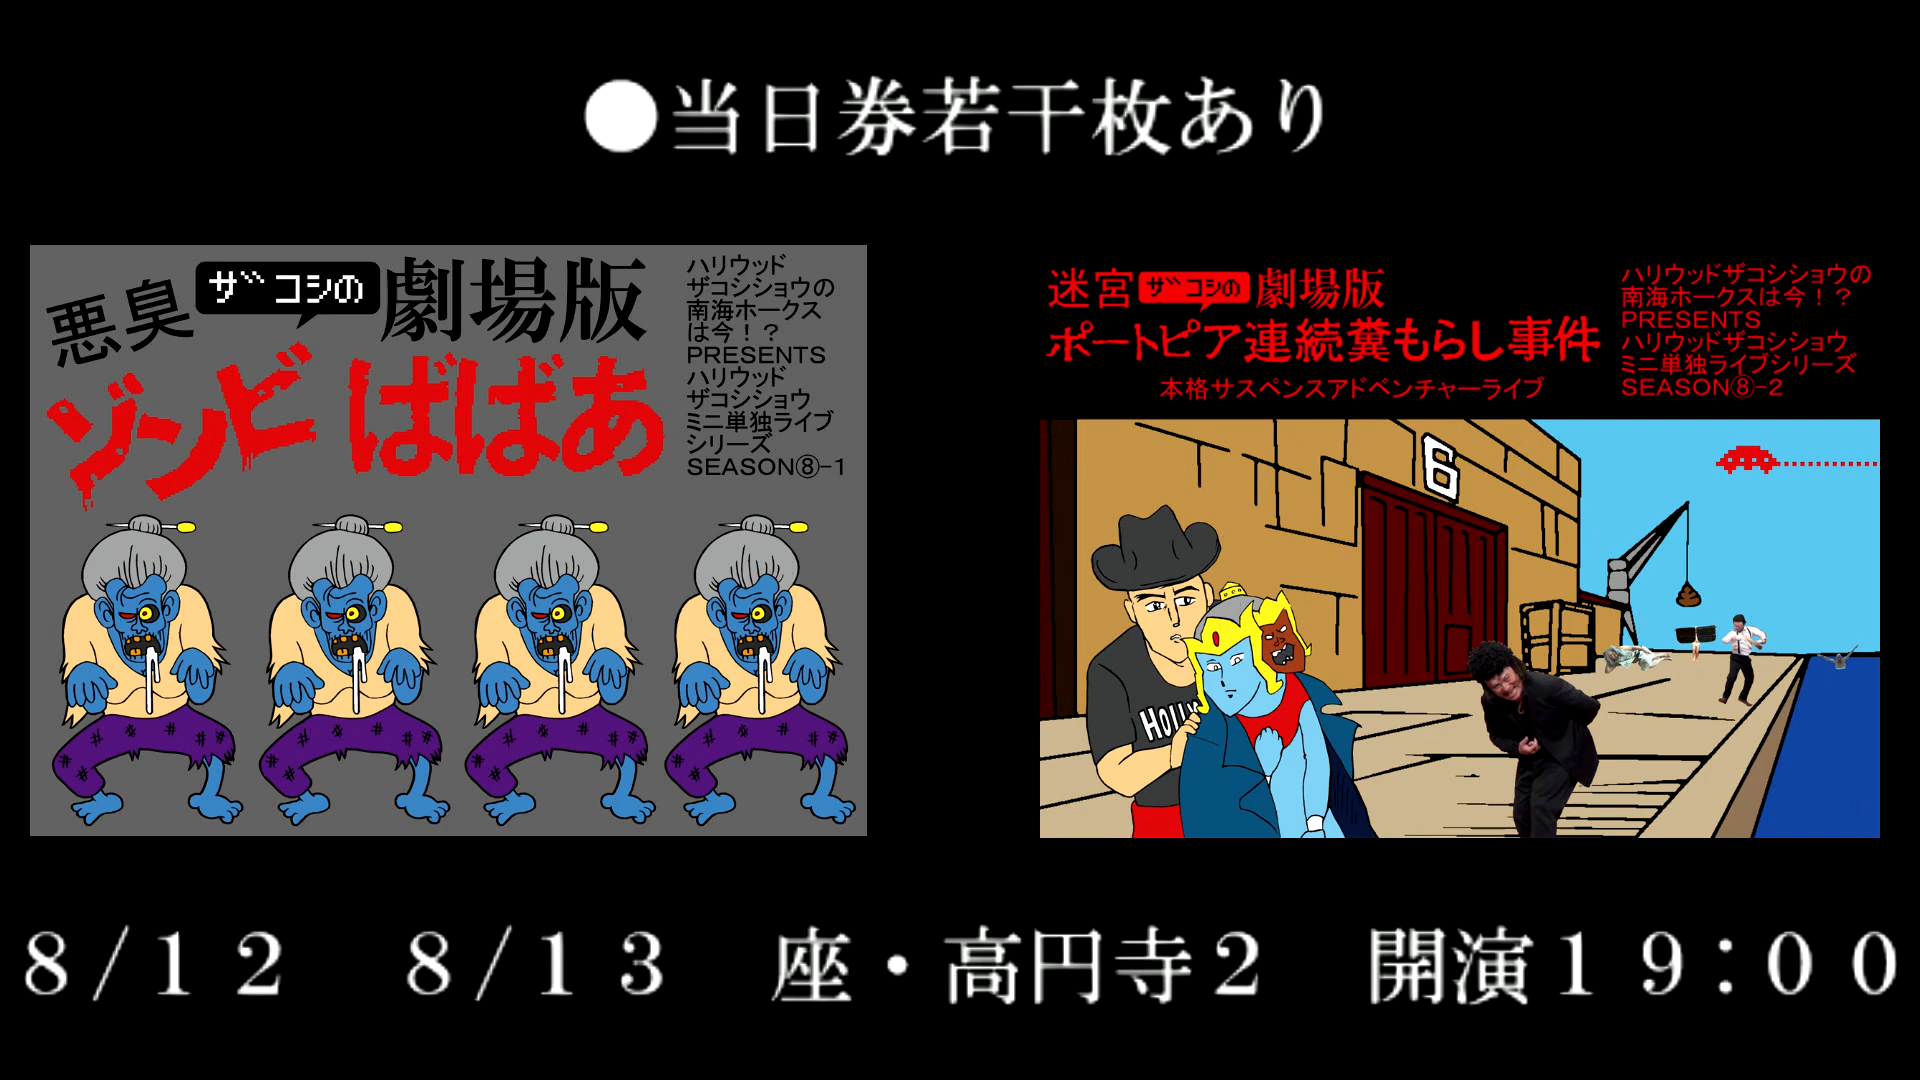 ●当日券若干枚あり
悪臭 ザコシの 劇場版
ゾンビばばあ
ハリウッド
ザコシショウの
南海ホークス
は今！？
PRESENTS
ハリウッド
ザコシショウ
ミニ単独ライブ
シリーズ
SEASON⑧-1
迷宮 ザコシの 劇場版
ポートピア連続糞もらし事件
本格サスペンスアドベンチャーライブ
ハリウッドザコシショウの
南海ホークスは今！？
PRESENTS
ハリウッドザコシショウ
ミニ単独ライブシリーズ
SEASON⑧-2
6
HOLLY
８／１２　８／１３　座・高円寺２　開演１９：００